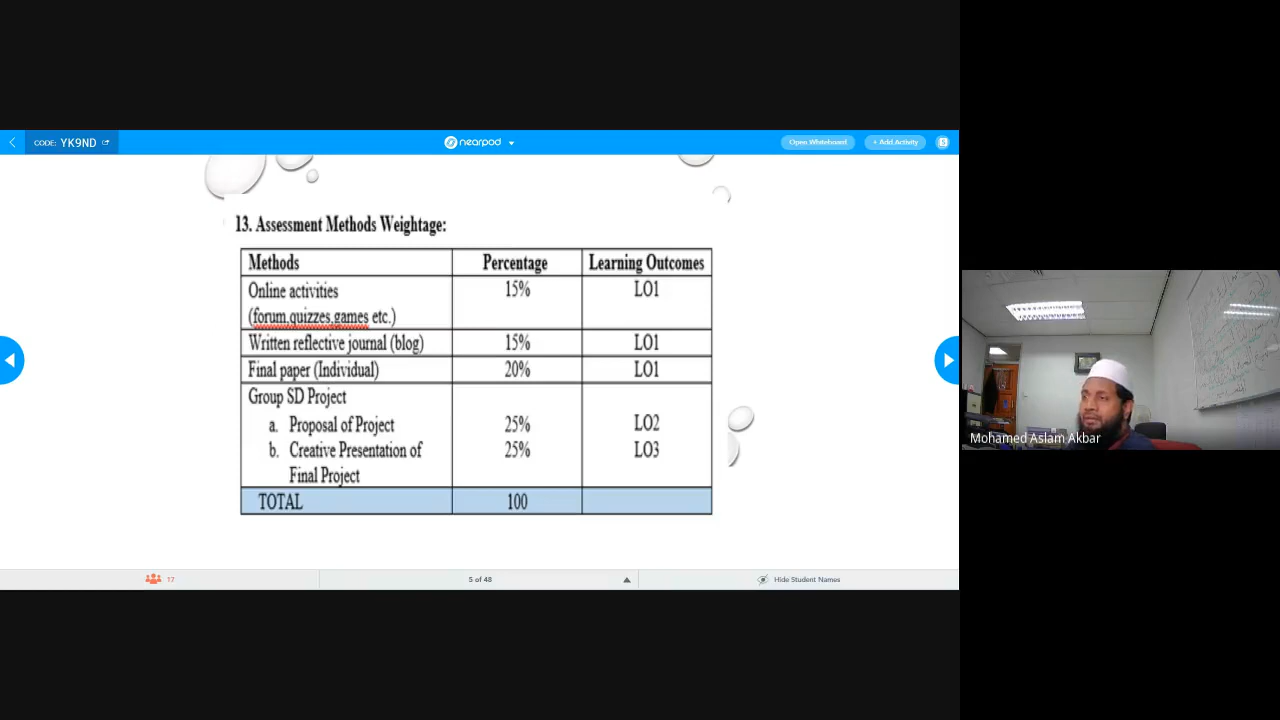 CODE: YK9ND
nearpod
Open Whiteboard
+ Add Activity
13. Assessment Methods Weightage:
Methods Percentage Learning Outcomes
Online activities 15% LO1
(forum,quizzes,games etc.)
Written reflective journal (blog) 15% LO1
Final paper (Individual) 20% LO1
Group SD Project
a. Proposal of Project 25% LO2
b. Creative Presentation of 25% LO3
Final Project
TOTAL 100
17
5 of 48
Hide Student Names
Mohamed Aslam Akbar